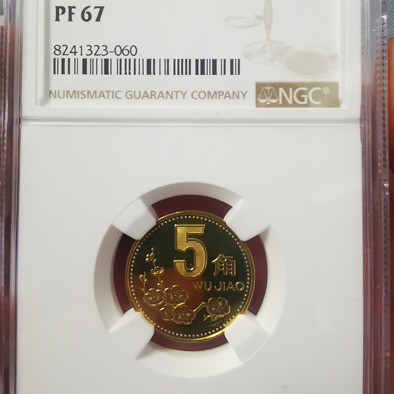 PF 67
8241323-060
NUMISMATIC GUARANTY COMPANY NGC®
5角
WU JIAO